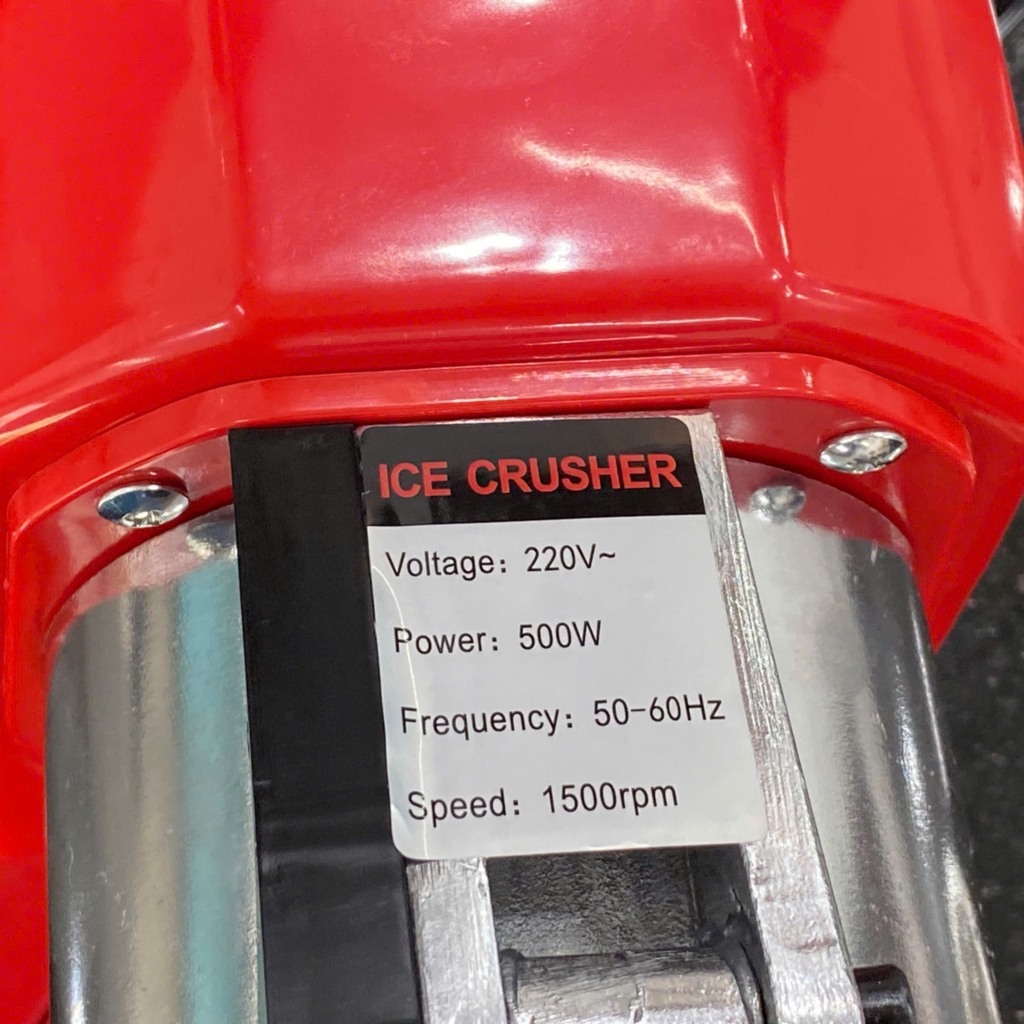 ICE CRUSHER
Voltage: 220V~
Power: 500W
Frequency: 50-60Hz
Speed: 1500rpm